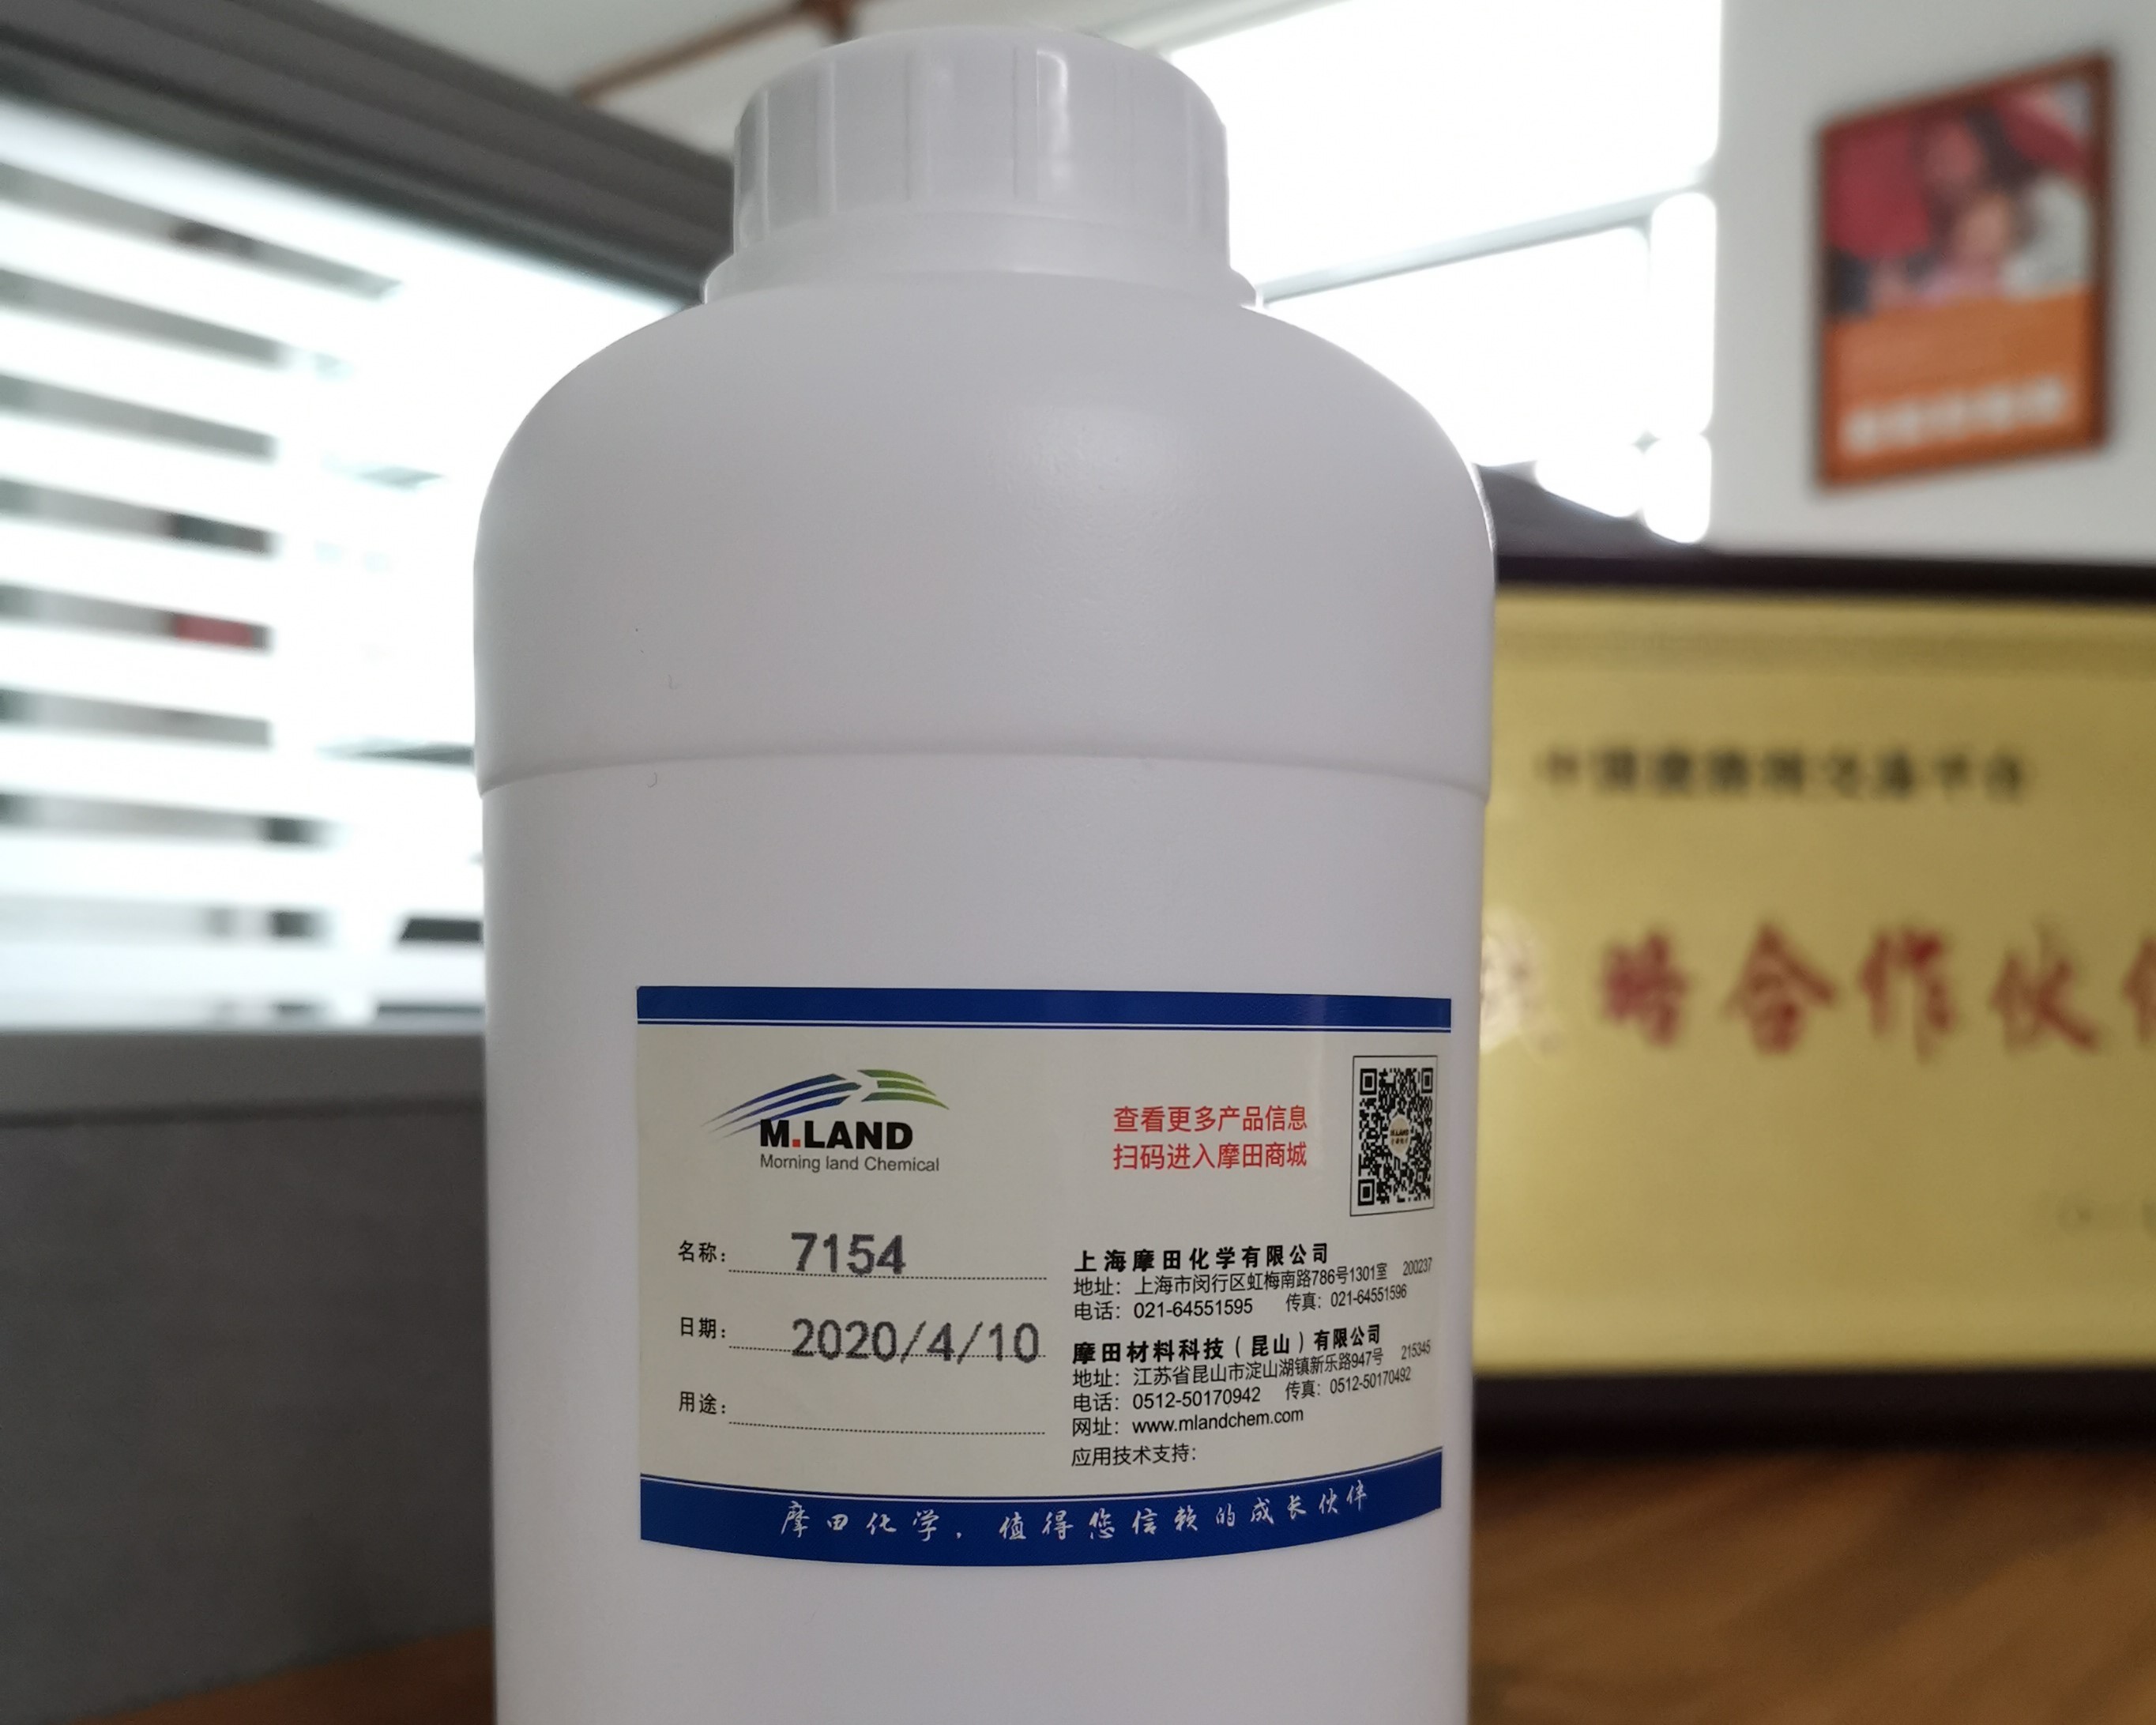 M.LAND
Morning land Chemical
查看更多产品信息
扫码进入摩田商城
名称: 7154
日期: 2020/4/10
用途:
上海摩田化学有限公司
地址：上海市闵行区虹梅南路786号1301室 200237
电话：021-64551595 传真：021-64551596
摩田材料科技（昆山）有限公司
地址：江苏省昆山市淀山湖镇新乐路947号 215345
电话：0512-50170942 传真：0512-50170492
网址：www.mlandchem.com
应用技术支持:
摩田化学，值得您信赖的成长伙伴
略合作伙